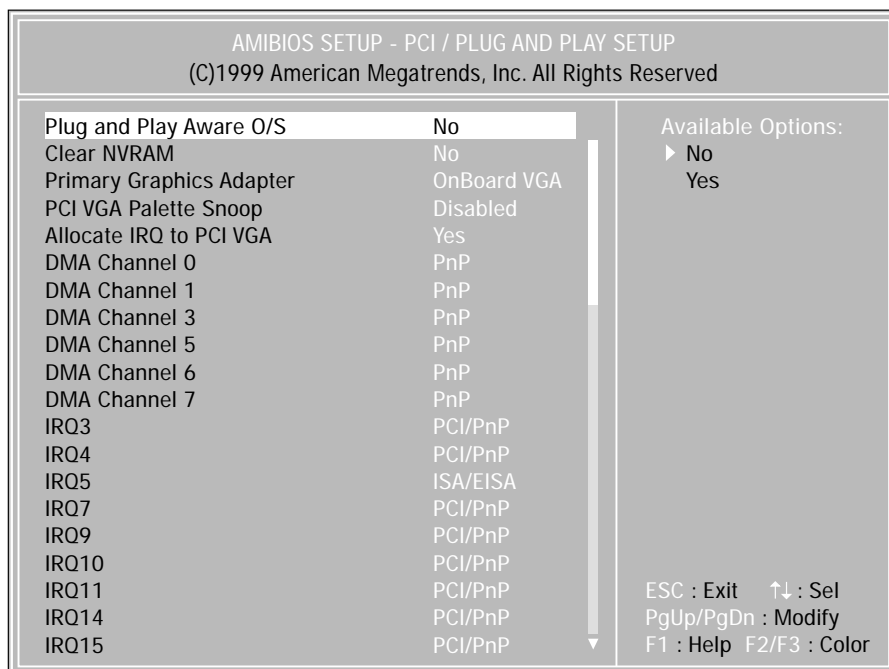 AMIBIOS SETUP - PCI / PLUG AND PLAY SETUP
(C)1999 American Megatrends, Inc. All Rights Reserved
Plug and Play Aware O/S No
Clear NVRAM No
Primary Graphics Adapter OnBoard VGA
PCI VGA Palette Snoop Disabled
Allocate IRQ to PCI VGA Yes
DMA Channel 0 PnP
DMA Channel 1 PnP
DMA Channel 3 PnP
DMA Channel 5 PnP
DMA Channel 6 PnP
DMA Channel 7 PnP
IRQ3 PCI/PnP
IRQ4 PCI/PnP
IRQ5 ISA/EISA
IRQ7 PCI/PnP
IRQ9 PCI/PnP
IRQ10 PCI/PnP
IRQ11 PCI/PnP
IRQ14 PCI/PnP
IRQ15 PCI/PnP
Available Options:
No
Yes
ESC : Exit ↑↓ : Sel
PgUp/PgDn : Modify
F1 : Help F2/F3 : Color